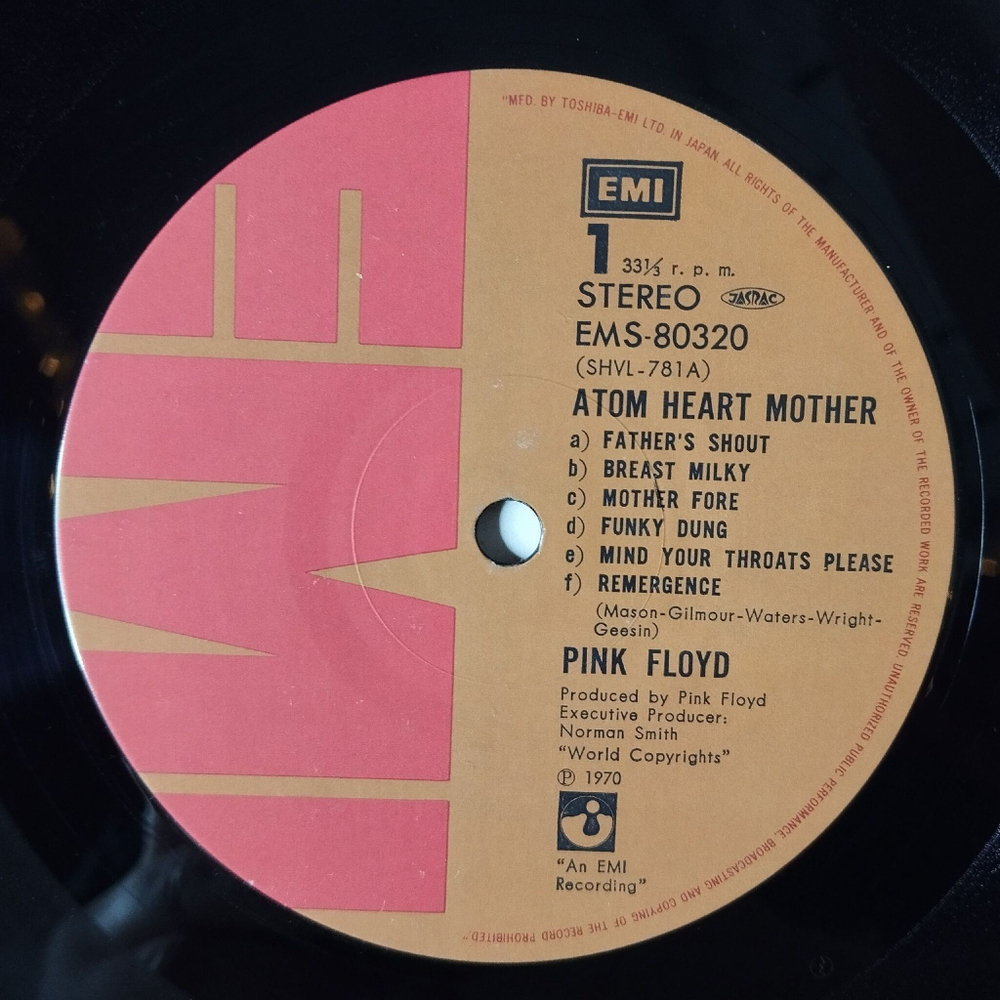 EMI
1 33⅓ r. p. m.
STEREO JASRAC
EMS-80320
(SHVL-781A)
ATOM HEART MOTHER
a) FATHER'S SHOUT
b) BREAST MILKY
c) MOTHER FORE
d) FUNKY DUNG
e) MIND YOUR THROATS PLEASE
f) REMERGENCE
(Mason-Gilmour-Waters-Wright-
Geesin)
PINK FLOYD
Produced by Pink Floyd
Executive Producer:
Norman Smith
"World Copyrights"
Ⓟ 1970
"An EMI
Recording"
"MFD. BY TOSHIBA-EMI LTD. IN JAPAN. ALL RIGHTS OF THE MANUFACTURER AND OF THE OWNER OF THE RECORDED WORK ARE RESERVED. UNAUTHORIZED PUBLIC PERFORMANCE, BROADCASTING AND COPYING OF THE RECORD PROHIBITED."
EMI